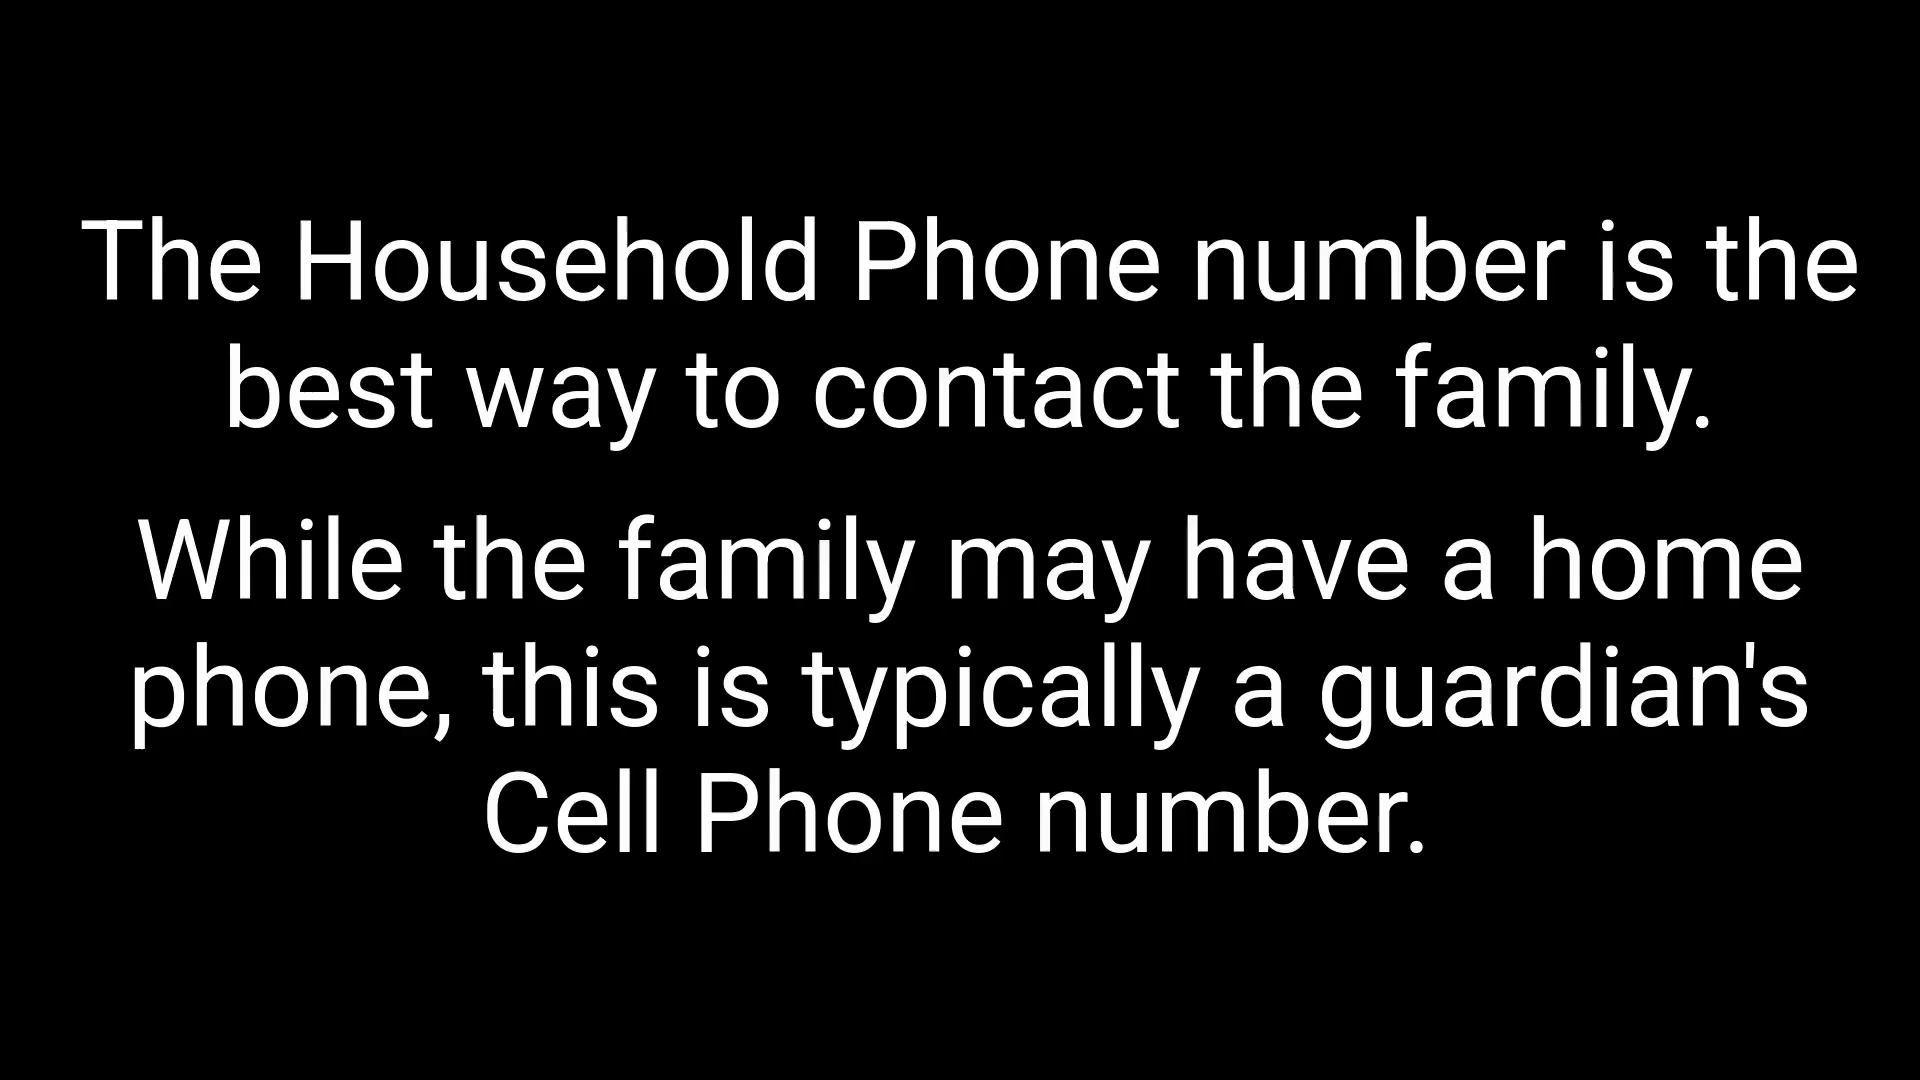 The Household Phone number is the
best way to contact the family.
While the family may have a home
phone, this is typically a guardian's
Cell Phone number.